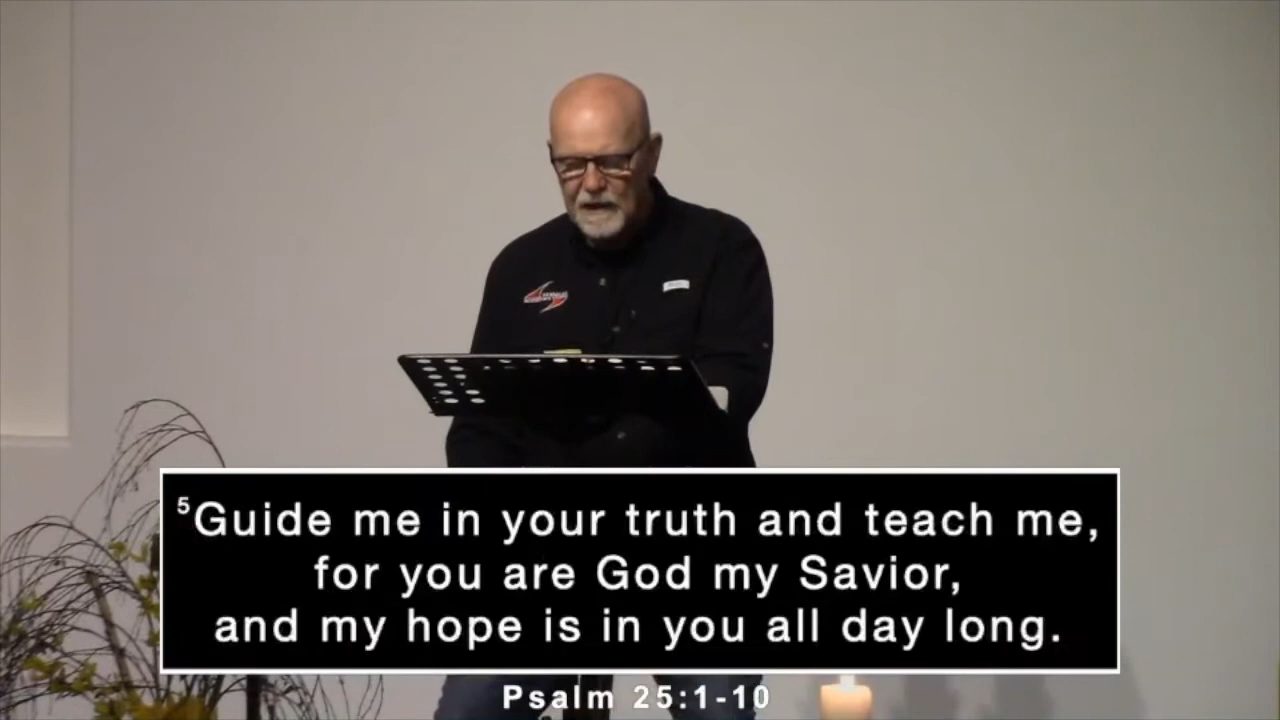 ⁵Guide me in your truth and teach me,
for you are God my Savior,
and my hope is in you all day long.
Psalm 25:1-10